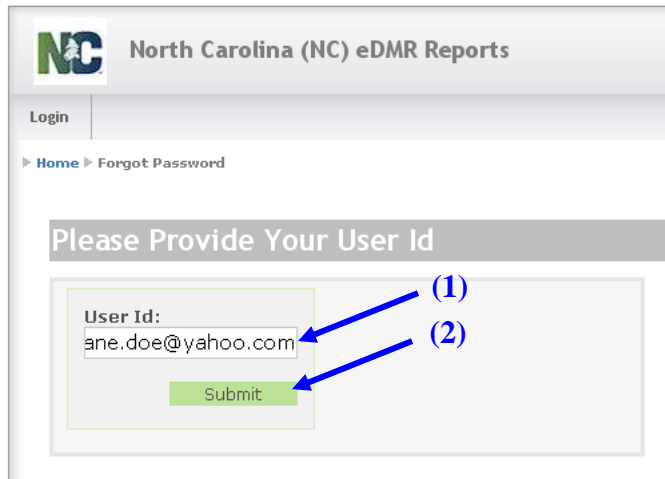 NC North Carolina (NC) eDMR Reports
Login
Home Forgot Password
Please Provide Your User Id
(1)
User Id:
ane.doe@yahoo.com
(2)
Submit